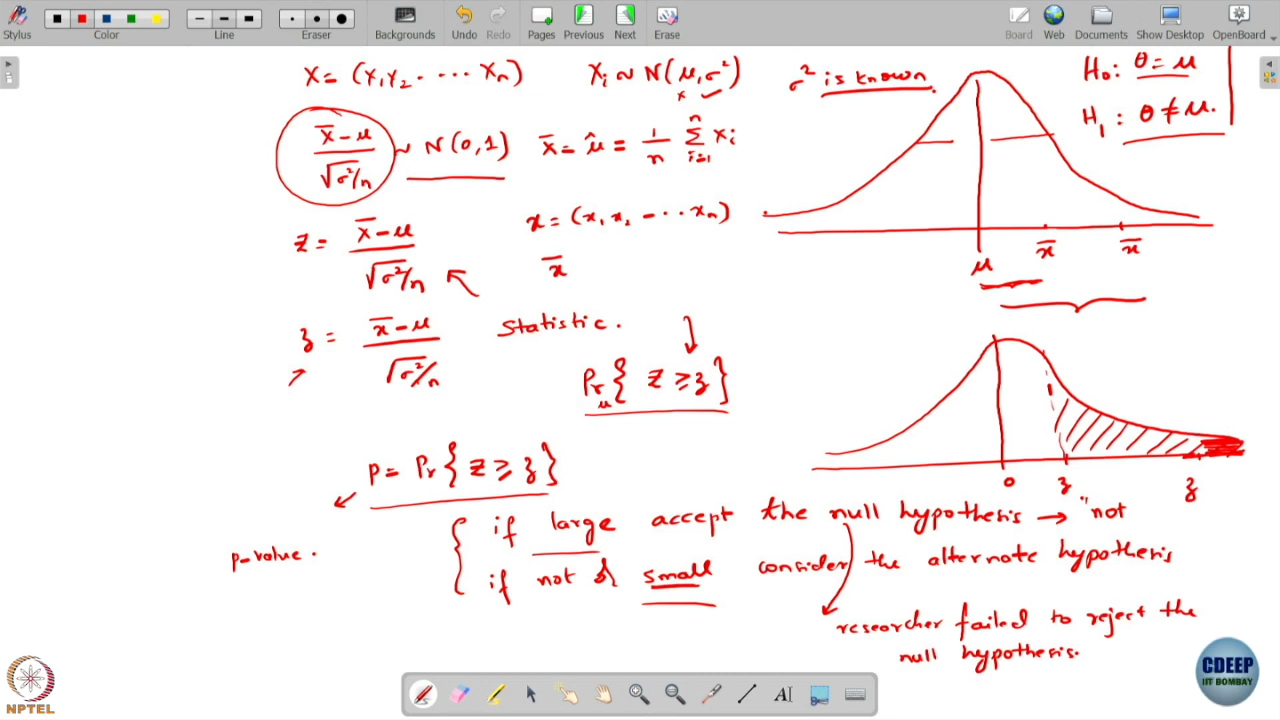 Stylus
Color
Line
Eraser
Backgrounds
Undo
Redo
Pages
Previous
Next
Erase
Board
Web
Documents
Show Desktop
OpenBoard
X = (X₁ X₂ . . . . Xₙ) Xᵢ ~ N(μ, σ²) σ² is known.
H₀: θ = μ
H₁: θ ≠ μ.
(X̄ - μ) / √(σ²/n) ~ N(0, 1) X̄ = μ̂ = 1/n Σᵢ₌₁ⁿ Xᵢ
Z = (X̄ - μ) / √(σ²/n) x = (x₁ x₂ - . . xₙ)
x̄
μ x̄ x̄
z = (x̄ - μ) / √(σ²/n) Statistic.
Pr_μ { Z ≥ z }
0 z z
P = Pr { Z ≥ z }
p-value.
if large accept the null hypothesis → "not
if not & small consider the alternate hypothesis
researcher failed to reject the
null hypothesis.
NPTEL
CDEEP
IIT BOMBAY